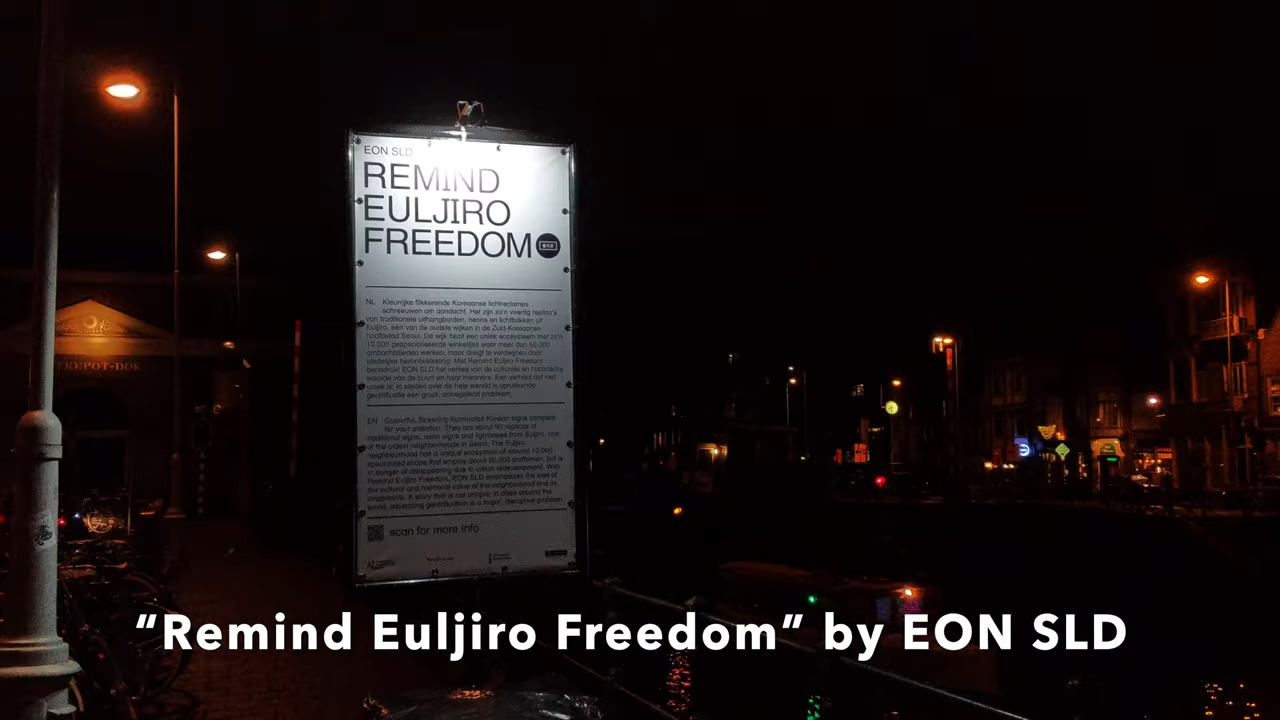 EON SLD
REMIND
EULJIRO
FREEDOM
을지로
NL Kleurrijke flikkerende Koreaanse lichtreclames
schreeuwen om aandacht. Het zijn zo'n veertig replica's
van traditionele uithangborden, neons en lichtbakken uit
Euljiro, één van de oudste wijken in de Zuid-Koreaanse
hoofdstad Seoul. De wijk bezit een uniek ecosysteem met zo'n
10.000 gespecialiseerde winkeltjes waar meer dan 50.000
ambachtslieden werken, maar dreigt te verdwijnen door
stedelijke herontwikkeling. Met Remind Euljiro Freedom
benadrukt EON SLD het verlies van de culturele en historische
waarde van de buurt en haar inwoners. Een verhaal dat niet
uniek is: in steden over de hele wereld is oprukkende
gentrificatie een groot, ontregelend probleem.
EN Colourful, flickering illuminated Korean signs compete
for your attention. They are about 40 replicas of
traditional signs, neon signs and lightboxes from Euljiro, one
of the oldest neighborhoods in Seoul. The Euljiro
neighborhood has a unique ecosystem of around 10,000
specialized shops that employ about 50,000 craftsmen, but is
in danger of disappearing due to urban redevelopment. With
Remind Euljiro Freedom, EON SLD emphasizes the loss of
the cultural and historical value of the neighborhood and its
inhabitants. A story that is not unique: in cities around the
world, advancing gentrification is a major, disruptive problem.
scan for more info
TREPOT-DOK
“Remind Euljiro Freedom” by EON SLD